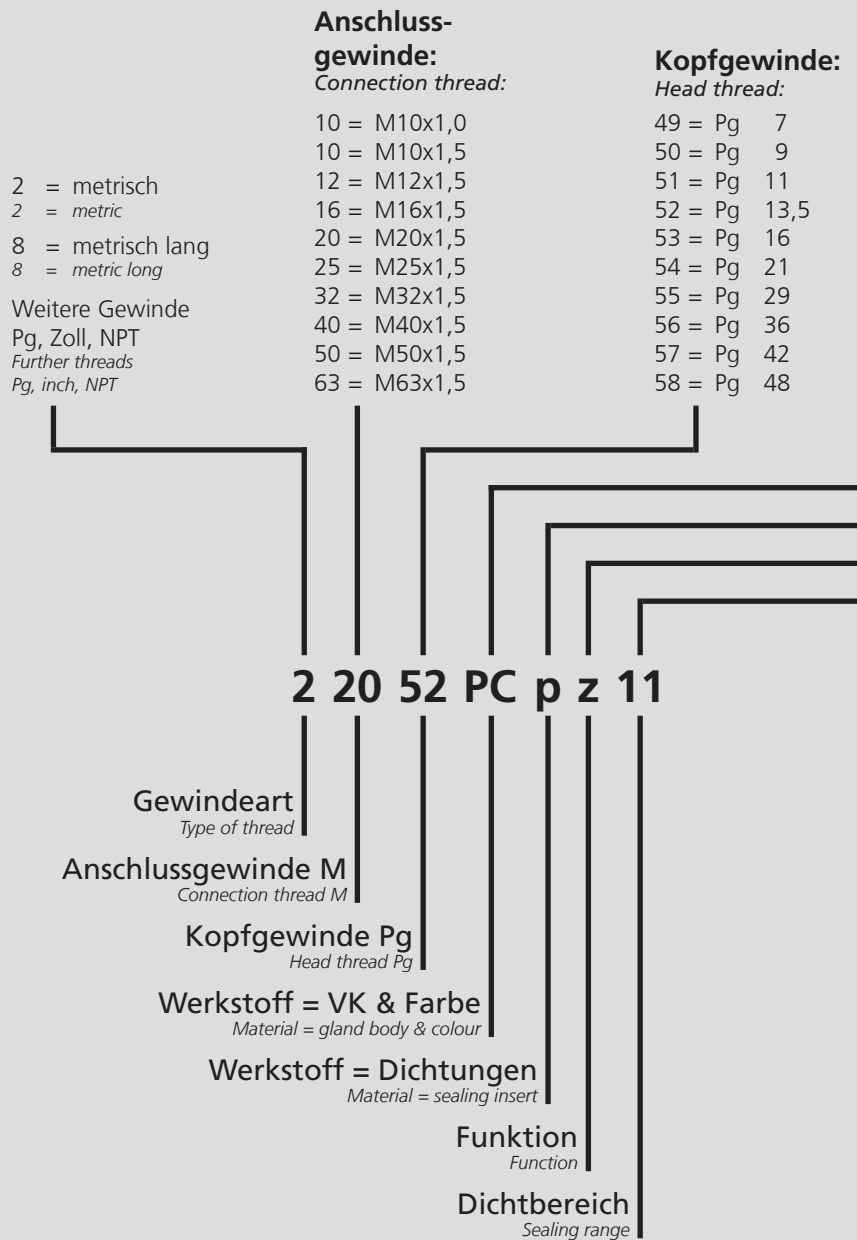 Anschluss-
gewinde:
Connection thread:
10 = M10x1,0
10 = M10x1,5
12 = M12x1,5
16 = M16x1,5
20 = M20x1,5
25 = M25x1,5
32 = M32x1,5
40 = M40x1,5
50 = M50x1,5
63 = M63x1,5
Kopfgewinde:
Head thread:
49 = Pg 7
50 = Pg 9
51 = Pg 11
52 = Pg 13,5
53 = Pg 16
54 = Pg 21
55 = Pg 29
56 = Pg 36
57 = Pg 42
58 = Pg 48
2 = metrisch
2 = metric
8 = metrisch lang
8 = metric long
Weitere Gewinde
Pg, Zoll, NPT
Further threads
Pg, inch, NPT
2 20 52 PC p z 11
Gewindeart
Type of thread
Anschlussgewinde M
Connection thread M
Kopfgewinde Pg
Head thread Pg
Werkstoff = VK & Farbe
Material = gland body & colour
Werkstoff = Dichtungen
Material = sealing insert
Funktion
Function
Dichtbereich
Sealing range